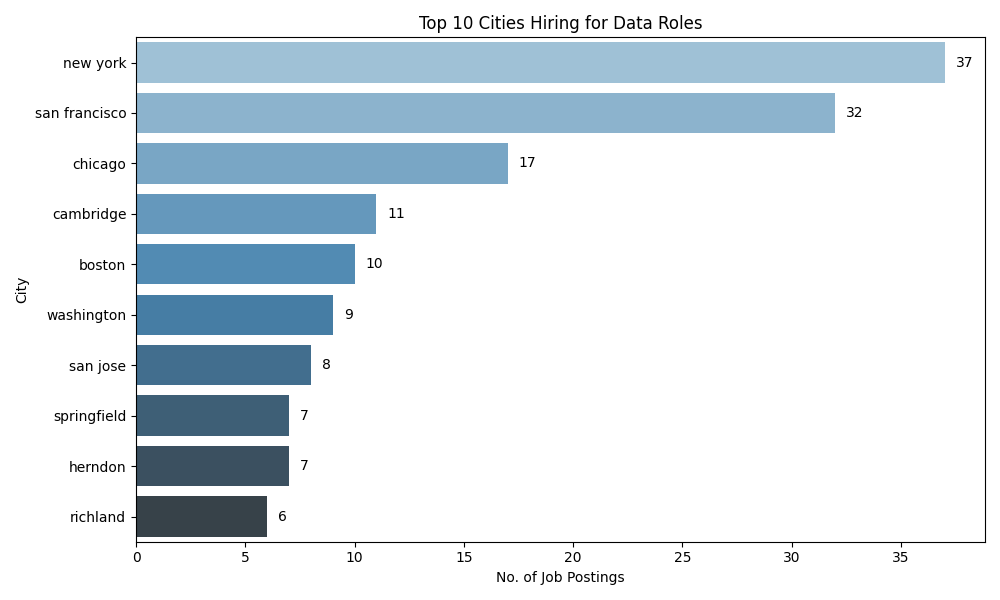 Top 10 Cities Hiring for Data Roles
new york 37
san francisco 32
chicago 17
cambridge 11
boston 10
washington 9
san jose 8
springfield 7
herndon 7
richland 6
City
0 5 10 15 20 25 30 35
No. of Job Postings